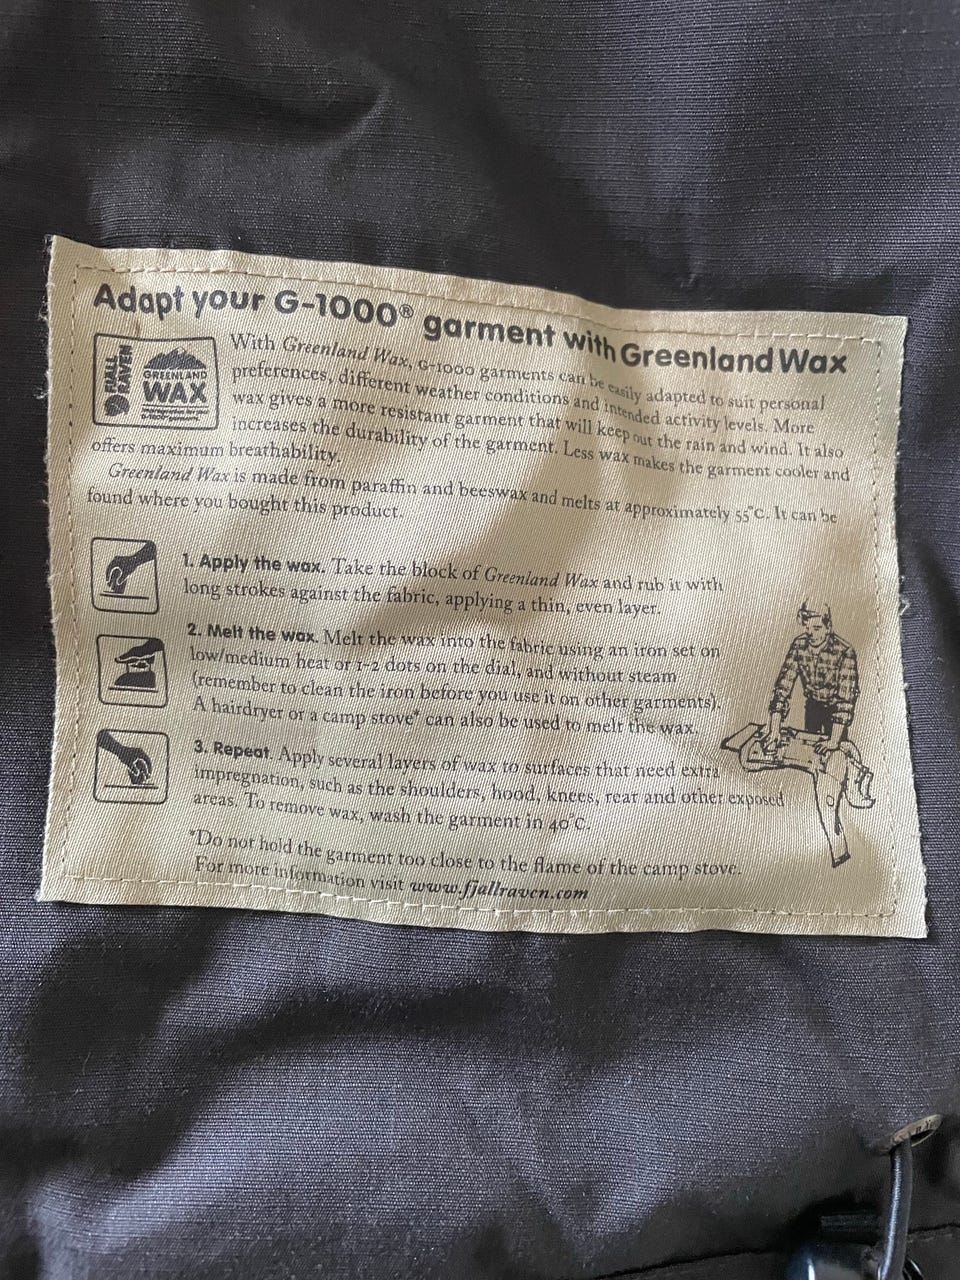 Adapt your G-1000® garment with Greenland Wax
FJÄLL
RÄVEN
GREENLAND
WAX
With Greenland Wax, G-1000 garments can be easily adapted to suit personal
preferences, different weather conditions and intended activity levels. More
wax gives a more resistant garment that will keep out the rain and wind. It also
increases the durability of the garment. Less wax makes the garment cooler and
offers maximum breathability.
Greenland Wax is made from paraffin and beeswax and melts at approximately 55°C. It can be
found where you bought this product.
1. Apply the wax. Take the block of Greenland Wax and rub it with
long strokes against the fabric, applying a thin, even layer.
2. Melt the wax. Melt the wax into the fabric using an iron set on
low/medium heat or 1-2 dots on the dial, and without steam
(remember to clean the iron before you use it on other garments).
A hairdryer or a camp stove* can also be used to melt the wax.
3. Repeat. Apply several layers of wax to surfaces that need extra
impregnation, such as the shoulders, hood, knees, rear and other exposed
areas. To remove wax, wash the garment in 40°C.
*Do not hold the garment too close to the flame of the camp stove.
For more information visit www.fjallraven.com